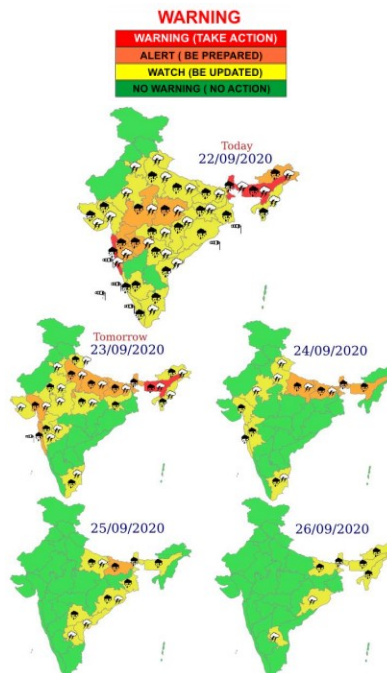 WARNING
WARNING (TAKE ACTION)
ALERT ( BE PREPARED)
WATCH (BE UPDATED)
NO WARNING ( NO ACTION)
Today
22/09/2020
Tomorrow
23/09/2020
24/09/2020
25/09/2020
26/09/2020